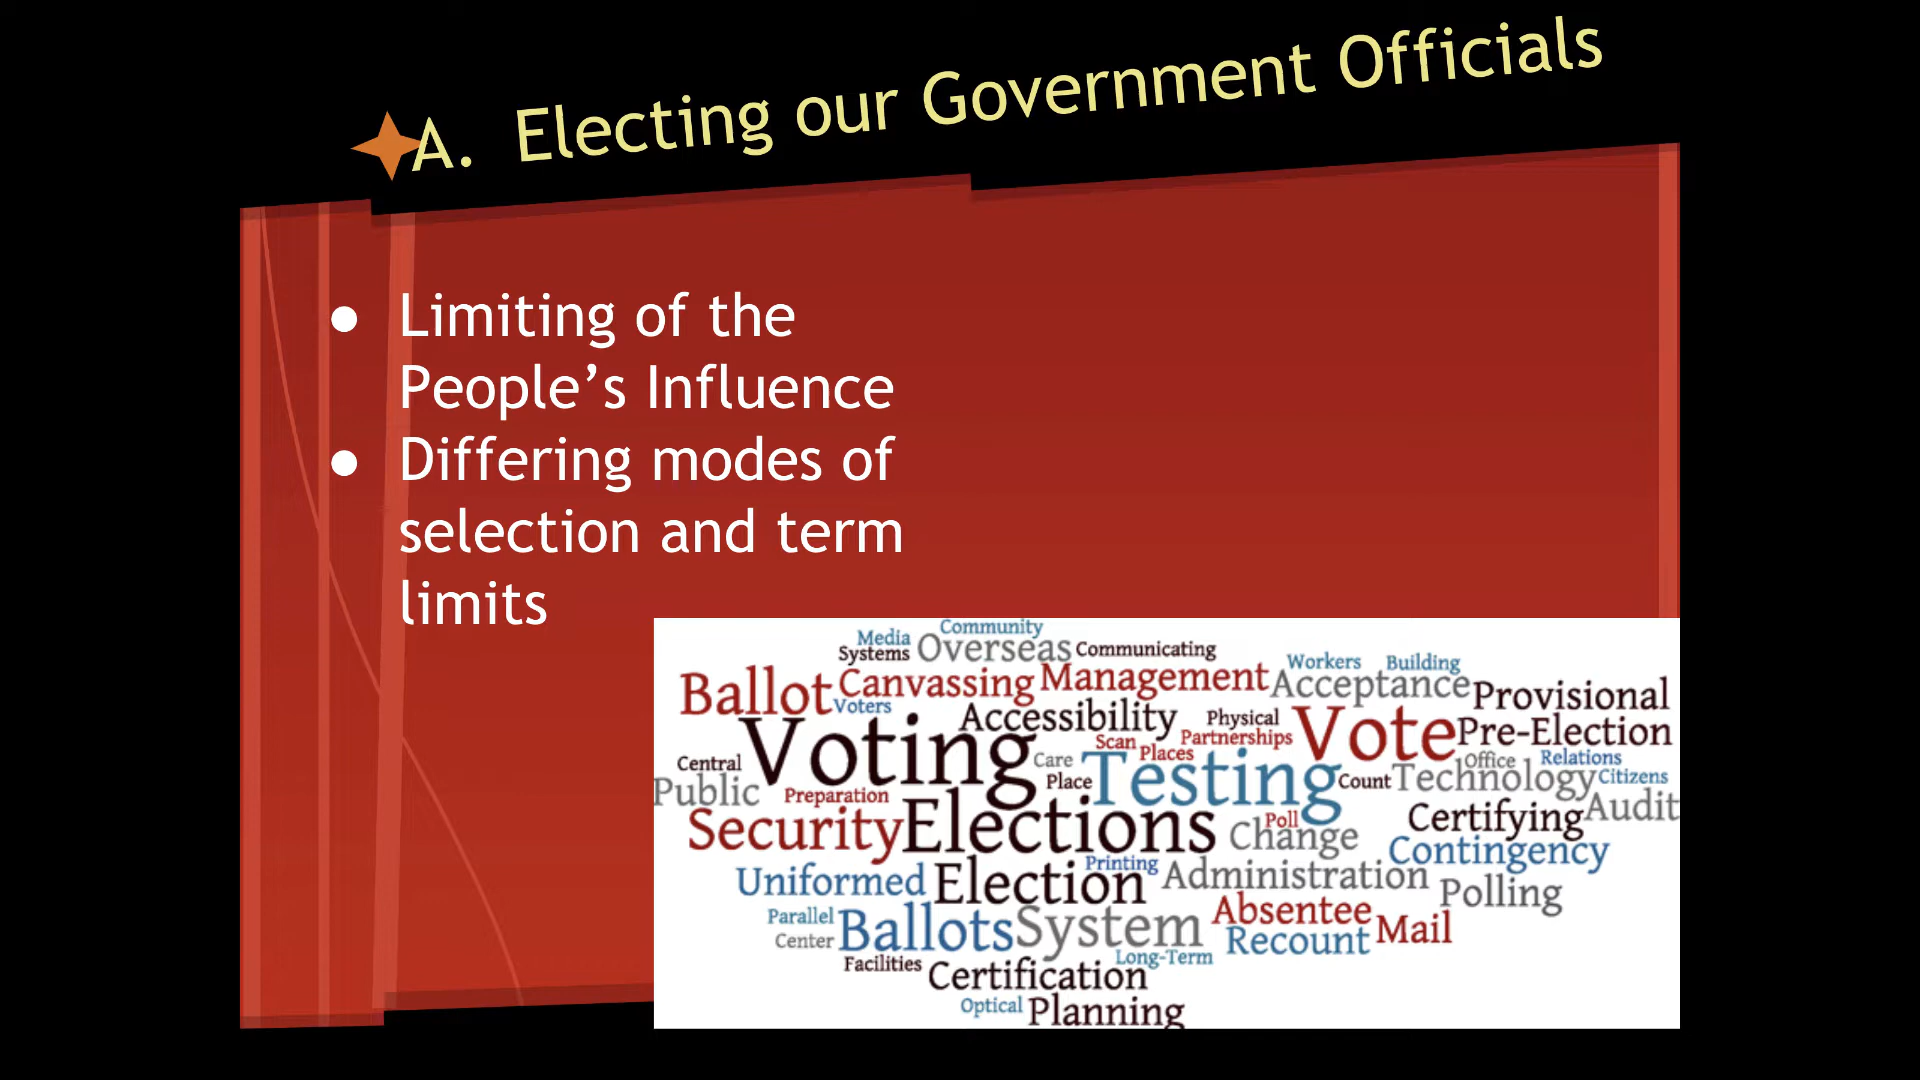 A. Electing our Government Officials
● Limiting of the
People’s Influence
● Differing modes of
selection and term
limits
Community
Media Overseas Communicating
Systems Workers Building
Ballot Canvassing Management Acceptance Provisional
Voters Accessibility Physical Vote Pre-Election
Voting Scan Places Partnerships
Central Care Testing Office Relations
Public Place Count Technology Citizens
Preparation Audit
Security Elections Poll Certifying
Change Contingency
Uniformed Election Printing Administration Polling
Parallel Ballots System Absentee Mail
Center Recount
Facilities Long-Term
Certification
Optical Planning